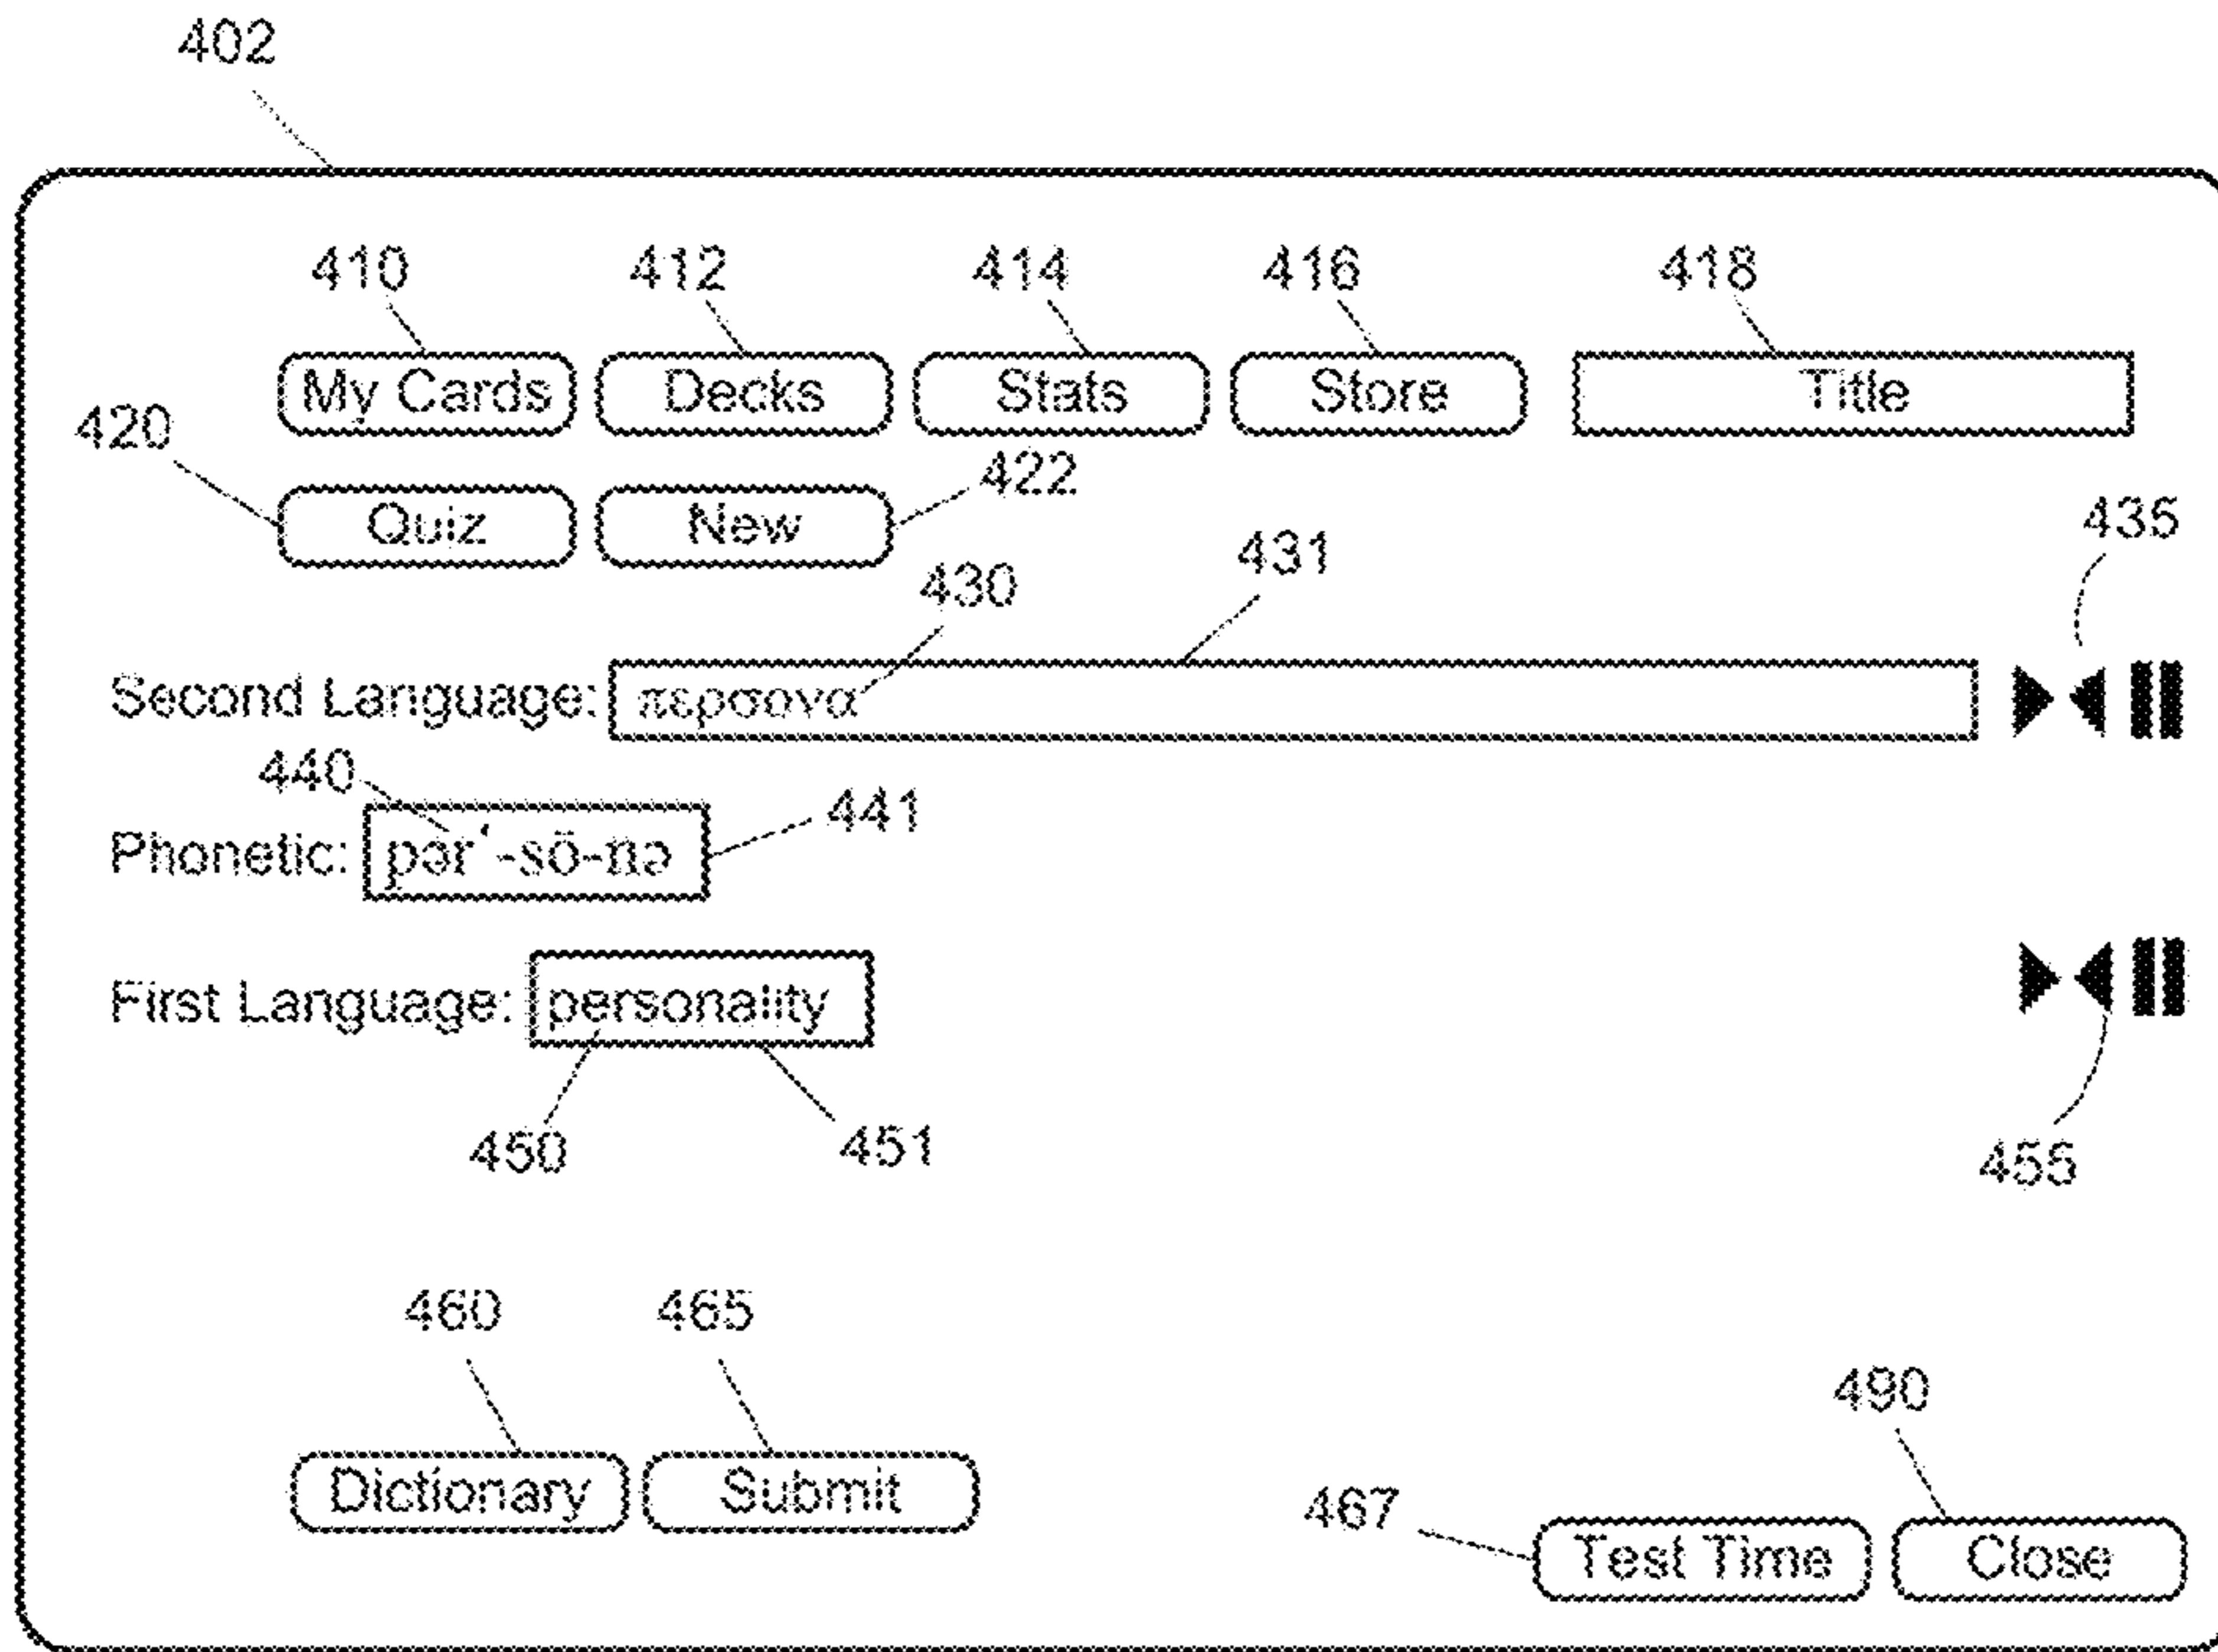 402
410 412 414 416 418
My Cards Decks Stats Store Title
420
422
Quiz New
435
430 431
Second Language: περσονα
440
441
Phonetic: pər΄-sō-nə
First Language: personality
450 451
455
460 465
490
Dictionary Submit
467
Test Time Close